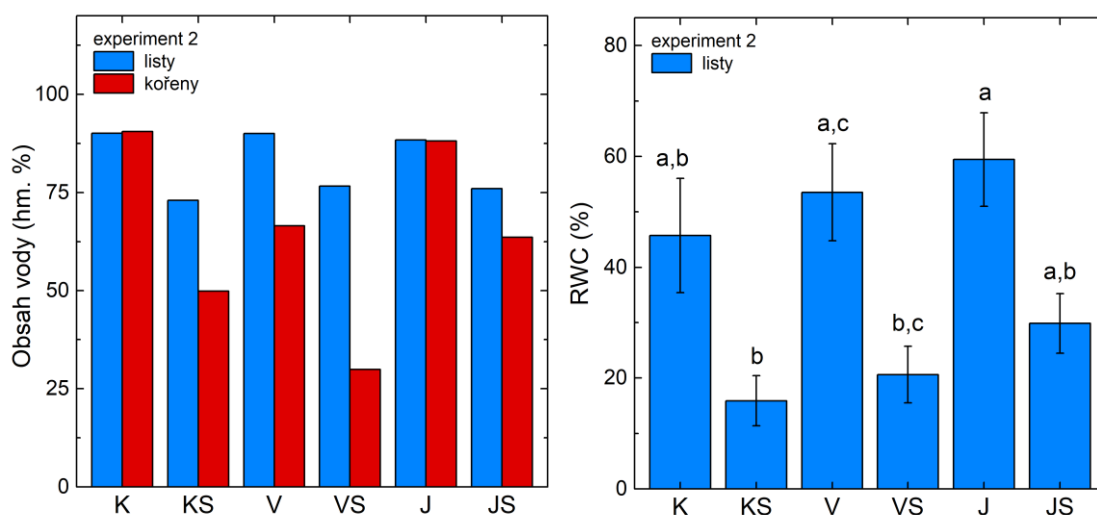 experiment 2
listy
kořeny
Obsah vody (hm. %)
100
75
50
25
0
K KS V VS J JS
experiment 2
listy
RWC (%)
80
60
40
20
0
a,b
b
a,c
b,c
a
a,b
K KS V VS J JS